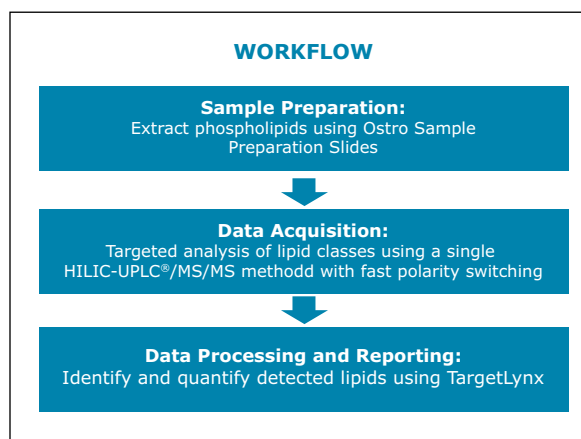 WORKFLOW
Sample Preparation:
Extract phospholipids using Ostro Sample
Preparation Slides
Data Acquisition:
Targeted analysis of lipid classes using a single
HILIC-UPLC®/MS/MS methodd with fast polarity switching
Data Processing and Reporting:
Identify and quantify detected lipids using TargetLynx